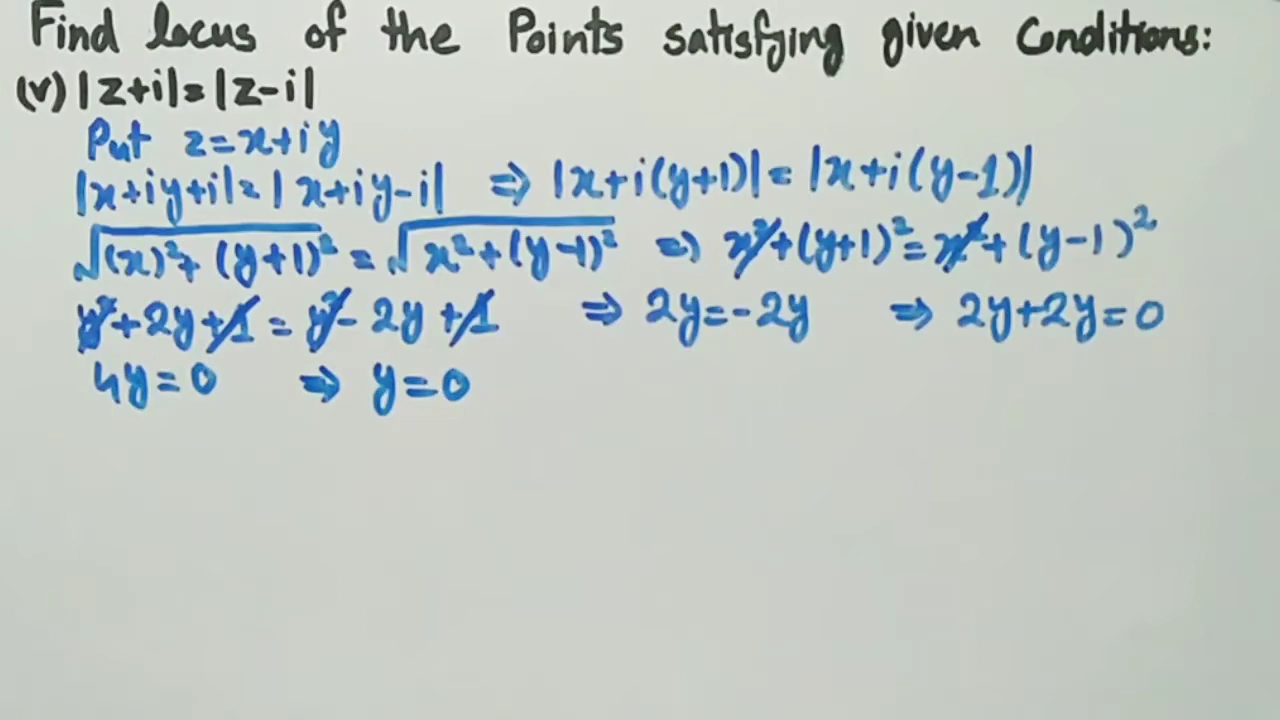 Find locus of the Points satisfying given Conditions:
(v) |z+i|=|z-i|
Put z=x+iy
|x+iy+i|=|x+iy-i| ⇒ |x+i(y+1)|=|x+i(y-1)|
√(x)²+(y+1)² = √x²+(y-1)² ⇒ x²+(y+1)²=x²+(y-1)²
y²+2y+1=y²-2y+1 ⇒ 2y=-2y ⇒ 2y+2y=0
4y=0 ⇒ y=0